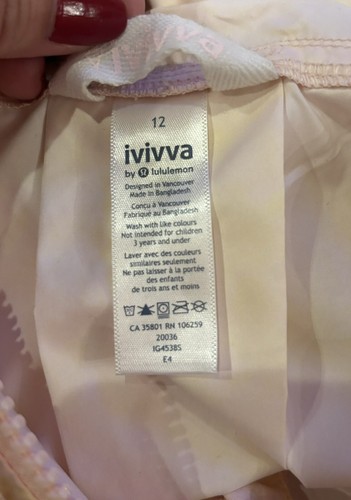 ivivva
12
ivivva
by lululemon
Designed in Vancouver
Made in Bangladesh
Conçu a Vancouver
Fabriqué au Bangladesh
Wash with like colours
Not intended for children
3 years and under
Laver avec des couleurs
similaires seulement
Ne pas laisser à la portée
des enfants
de trois ans et moins
CA 35801 RN 106259
20036
IG4538S
E4